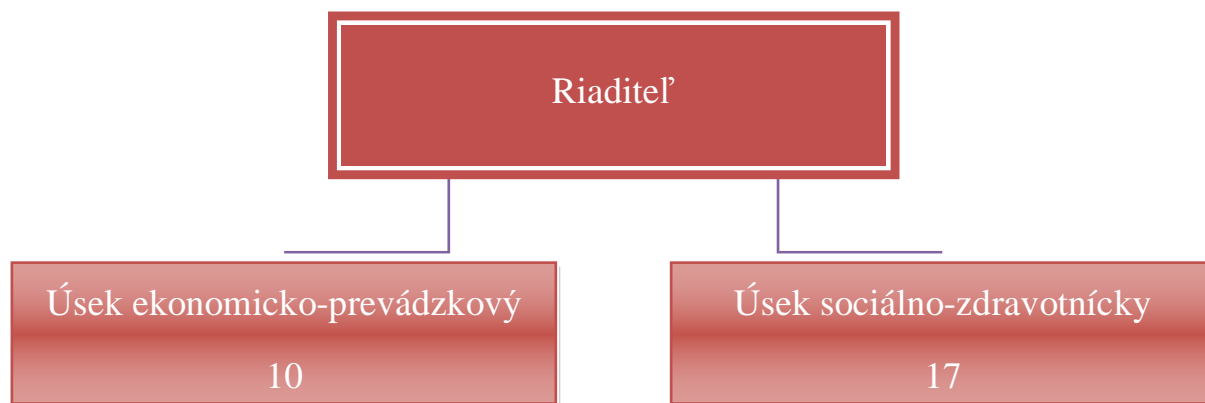 Riaditeľ
Úsek ekonomicko-prevádzkový
10
Úsek sociálno-zdravotnícky
17